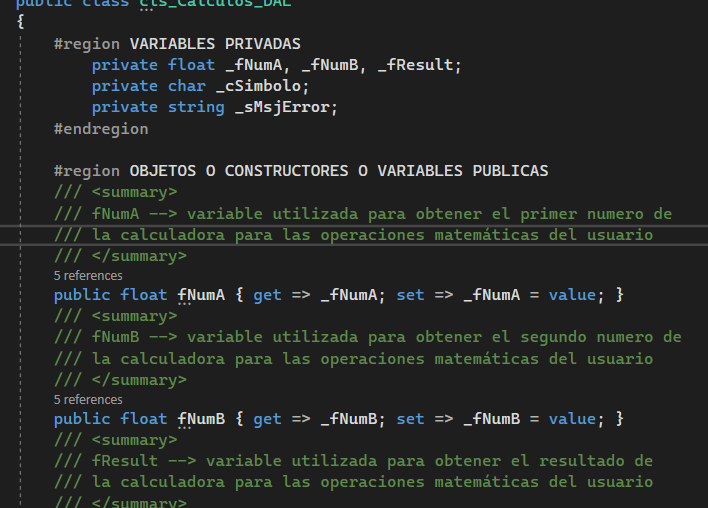 public class cls_Calculos_DAL
{
#region VARIABLES PRIVADAS
private float _fNumA, _fNumB, _fResult;
private char _cSimbolo;
private string _sMsjError;
#endregion
#region OBJETOS O CONSTRUCTORES O VARIABLES PUBLICAS
/// <summary>
/// fNumA --> variable utilizada para obtener el primer numero de
/// la calculadora para las operaciones matemáticas del usuario
/// </summary>
5 references
public float fNumA { get => _fNumA; set => _fNumA = value; }
/// <summary>
/// fNumB --> variable utilizada para obtener el segundo numero de
/// la calculadora para las operaciones matemáticas del usuario
/// </summary>
5 references
public float fNumB { get => _fNumB; set => _fNumB = value; }
/// <summary>
/// fResult --> variable utilizada para obtener el resultado de
/// la calculadora para las operaciones matemáticas del usuario
/// </summary>